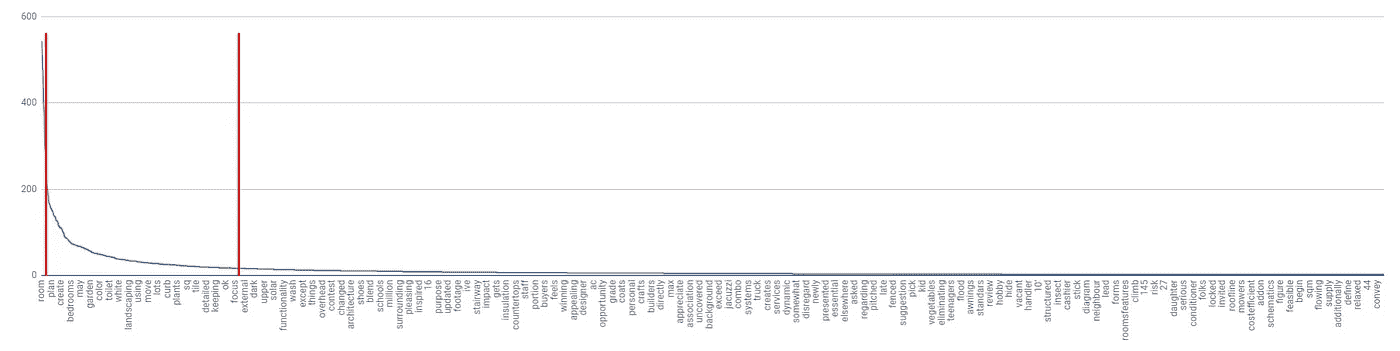 600
400
200
0
room
plan
create
bedrooms
may
garden
color
toilet
white
landscaping
using
move
lots
curb
plants
sq
tile
detailed
keeping
ok
focus
external
dark
upper
solar
functionality
wash
except
things
overhead
contest
changed
architecture
shoes
blend
schools
million
surrounding
pleasing
inspired
16
purpose
updated
footage
ive
stairway
impact
gets
insulation
countertops
staff
portion
buyers
feels
winning
appealing
designer
ac
opportunity
grade
coats
personal
crafts
builders
directly
max
appreciate
association
uncovered
background
exceed
jacuzzi
combo
systems
truck
creates
services
dynamic
somewhat
disregard
newly
presented
essential
elsewhere
asked
regarding
pitched
late
fenced
suggestion
pick
kid
vegetables
eliminating
teenagers
flood
awnings
standards
review
hobby
hide
vacant
handler
10'
structured
insect
cashier
stick
diagram
neighbour
lead
forms
roomsfeatures
climb
145
risk
27
daughter
serious
conditioner
folks
locked
invited
roofline
mowers
costefficient
addon
schematics
figure
feasible
begin
sqm
flowing
supply
additionally
define
relaxed
44
convey